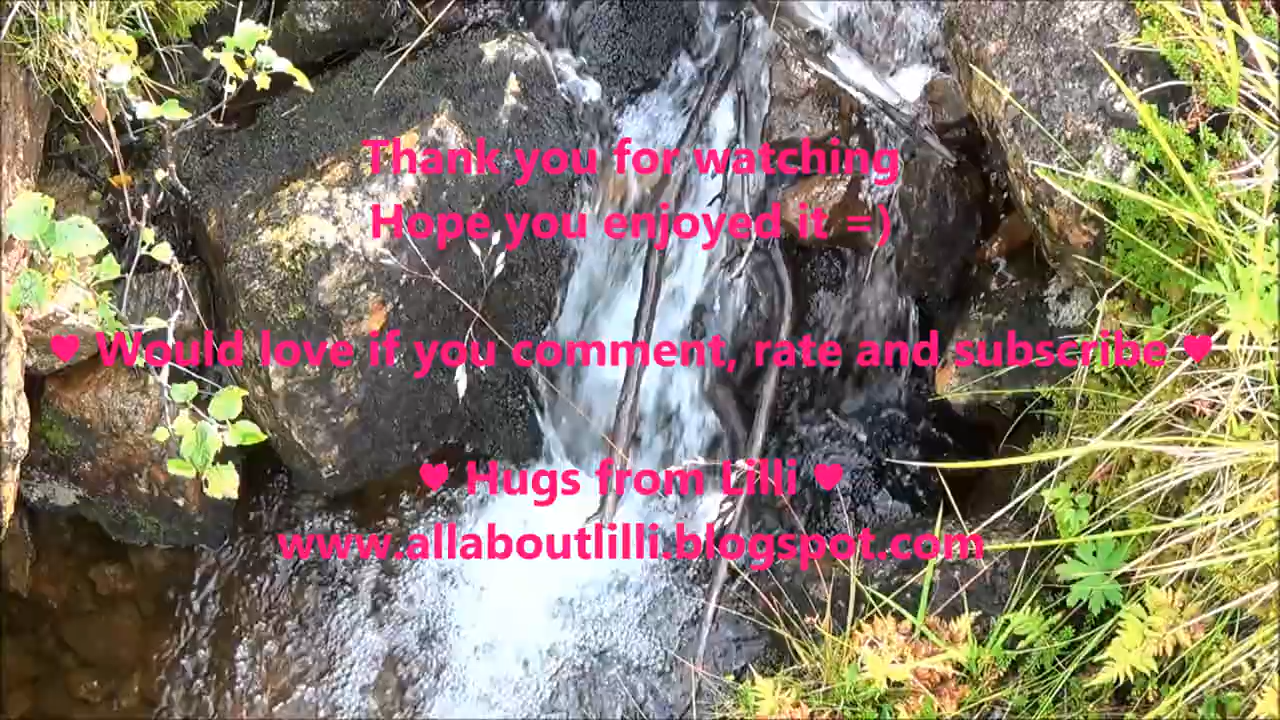 Thank you for watching
Hope you enjoyed it =)
♥ Would love if you comment, rate and subscribe ♥
♥ Hugs from Lilli ♥
www.allaboutlilli.blogspot.com